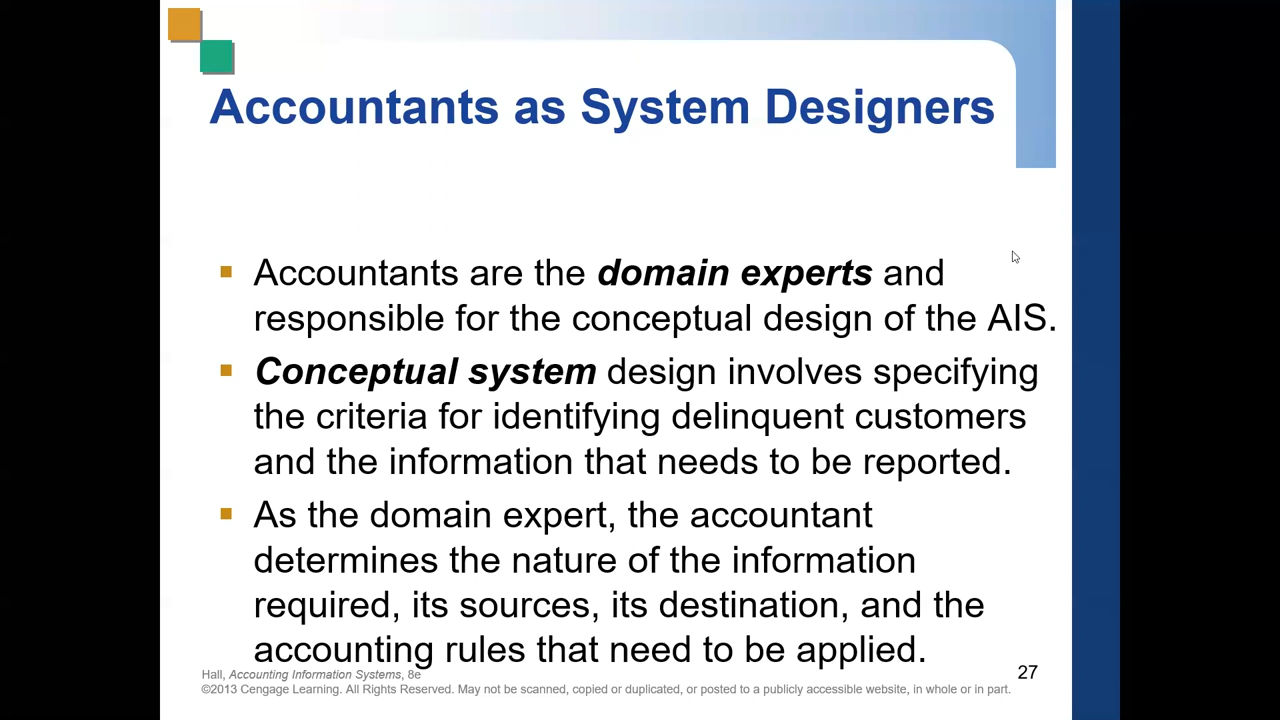 Accountants as System Designers
Accountants are the domain experts and
responsible for the conceptual design of the AIS.
Conceptual system design involves specifying
the criteria for identifying delinquent customers
and the information that needs to be reported.
As the domain expert, the accountant
determines the nature of the information
required, its sources, its destination, and the
accounting rules that need to be applied.
Hall, Accounting Information Systems, 8e
©2013 Cengage Learning. All Rights Reserved. May not be scanned, copied or duplicated, or posted to a publicly accessible website, in whole or in part.
27